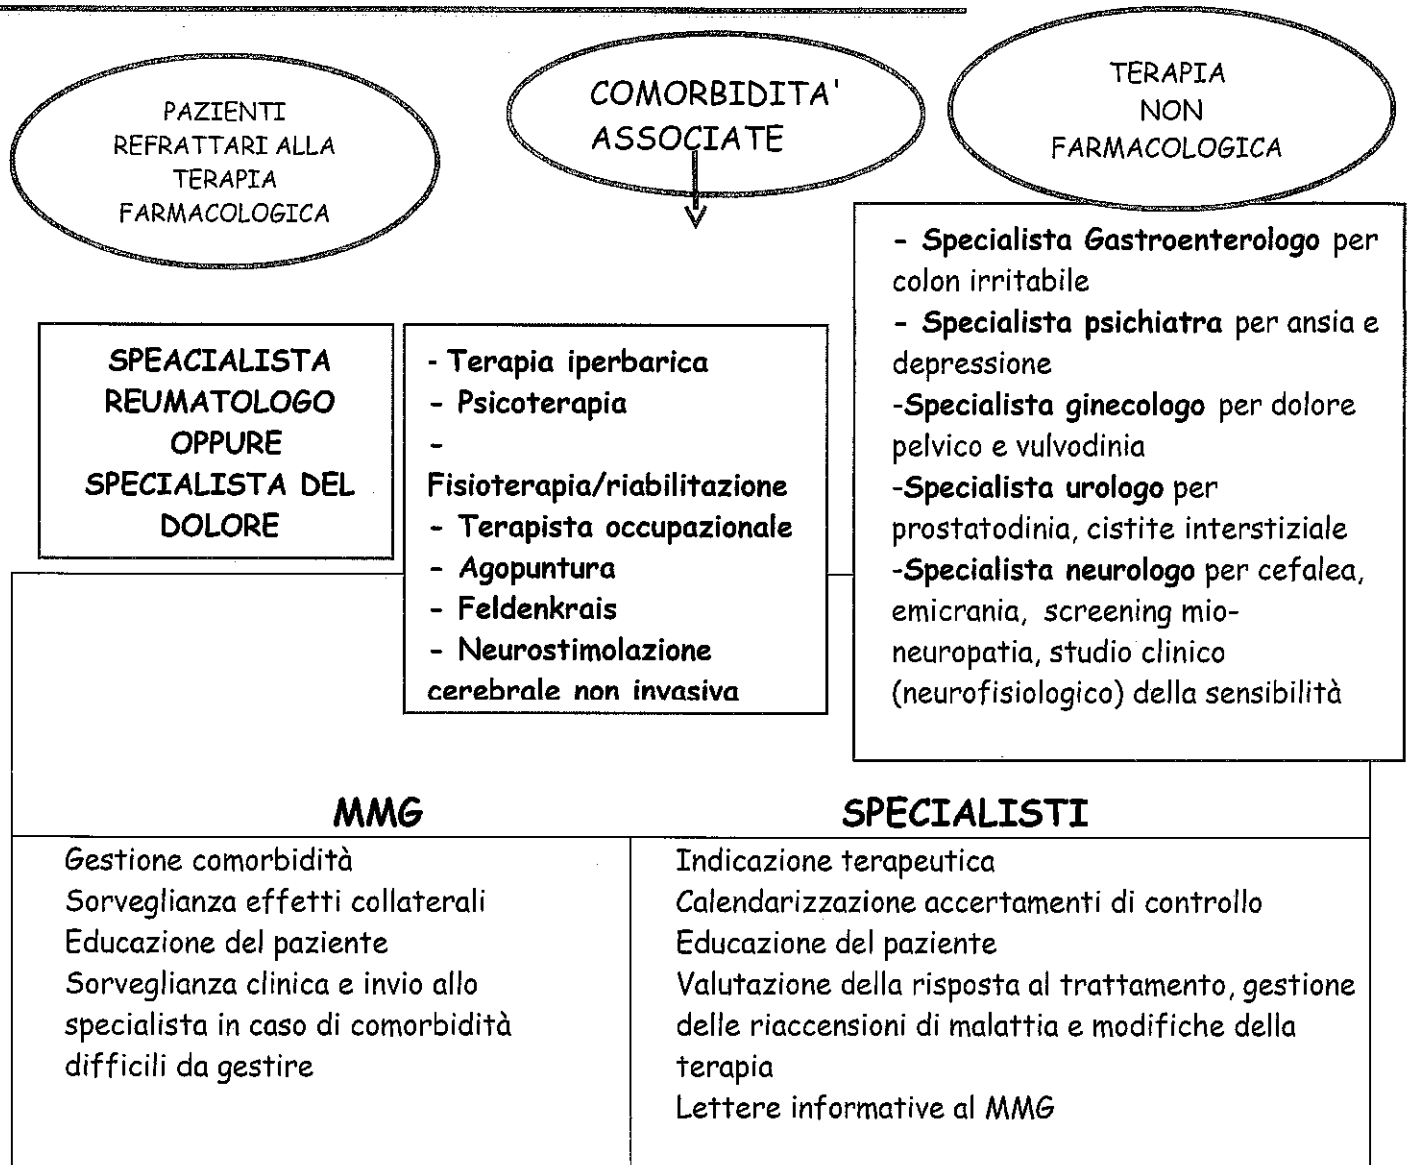 PAZIENTI
REFRATTARI ALLA
TERAPIA
FARMACOLOGICA
COMORBIDITA'
ASSOCIATE
TERAPIA
NON
FARMACOLOGICA
SPEACIALISTA
REUMATOLOGO
OPPURE
SPECIALISTA DEL
DOLORE
- Terapia iperbarica
- Psicoterapia
-
Fisioterapia/riabilitazione
- Terapista occupazionale
- Agopuntura
- Feldenkrais
- Neurostimolazione
cerebrale non invasiva
- Specialista Gastroenterologo per
colon irritabile
- Specialista psichiatra per ansia e
depressione
-Specialista ginecologo per dolore
pelvico e vulvodinia
-Specialista urologo per
prostatodinia, cistite interstiziale
-Specialista neurologo per cefalea,
emicrania, screening mio-
neuropatia, studio clinico
(neurofisiologico) della sensibilità
MMG
Gestione comorbidità
Sorveglianza effetti collaterali
Educazione del paziente
Sorveglianza clinica e invio allo
specialista in caso di comorbidità
difficili da gestire
SPECIALISTI
Indicazione terapeutica
Calendarizzazione accertamenti di controllo
Educazione del paziente
Valutazione della risposta al trattamento, gestione
delle riaccensioni di malattia e modifiche della
terapia
Lettere informative al MMG